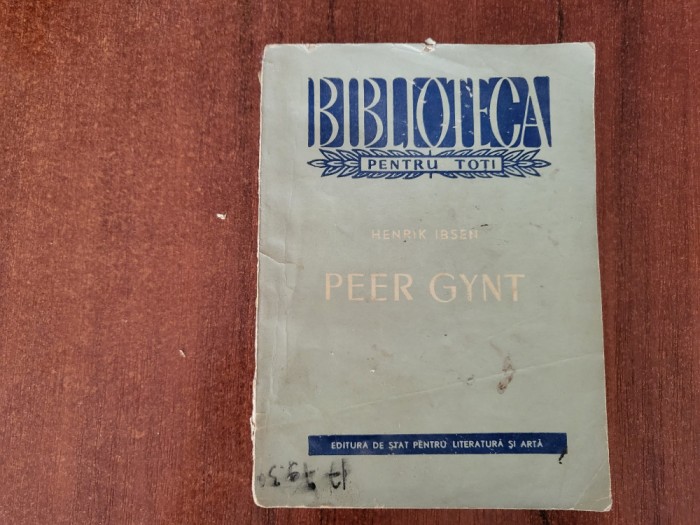 BIBLIOTECA
PENTRU TOTI
HENRIK IBSEN
PEER GYNT
EDITURA DE STAT PENTRU LITERATURĂ ȘI ARTĂ